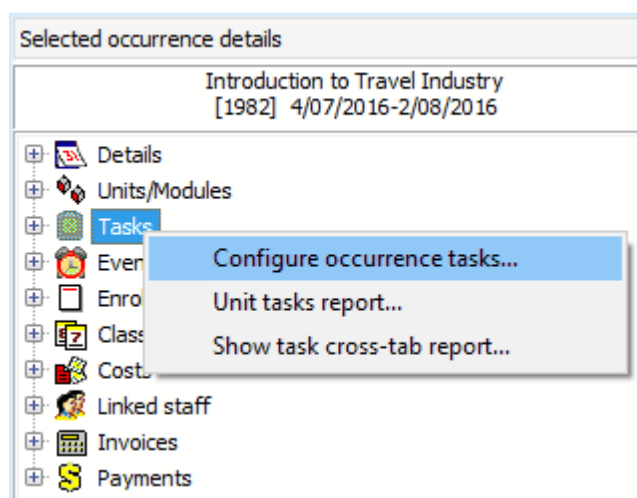 Selected occurrence details
Introduction to Travel Industry
[1982] 4/07/2016-2/08/2016
Details
Units/Modules
Tasks
Configure occurrence tasks...
Unit tasks report...
Show task cross-tab report...
Costs
Linked staff
Invoices
Payments